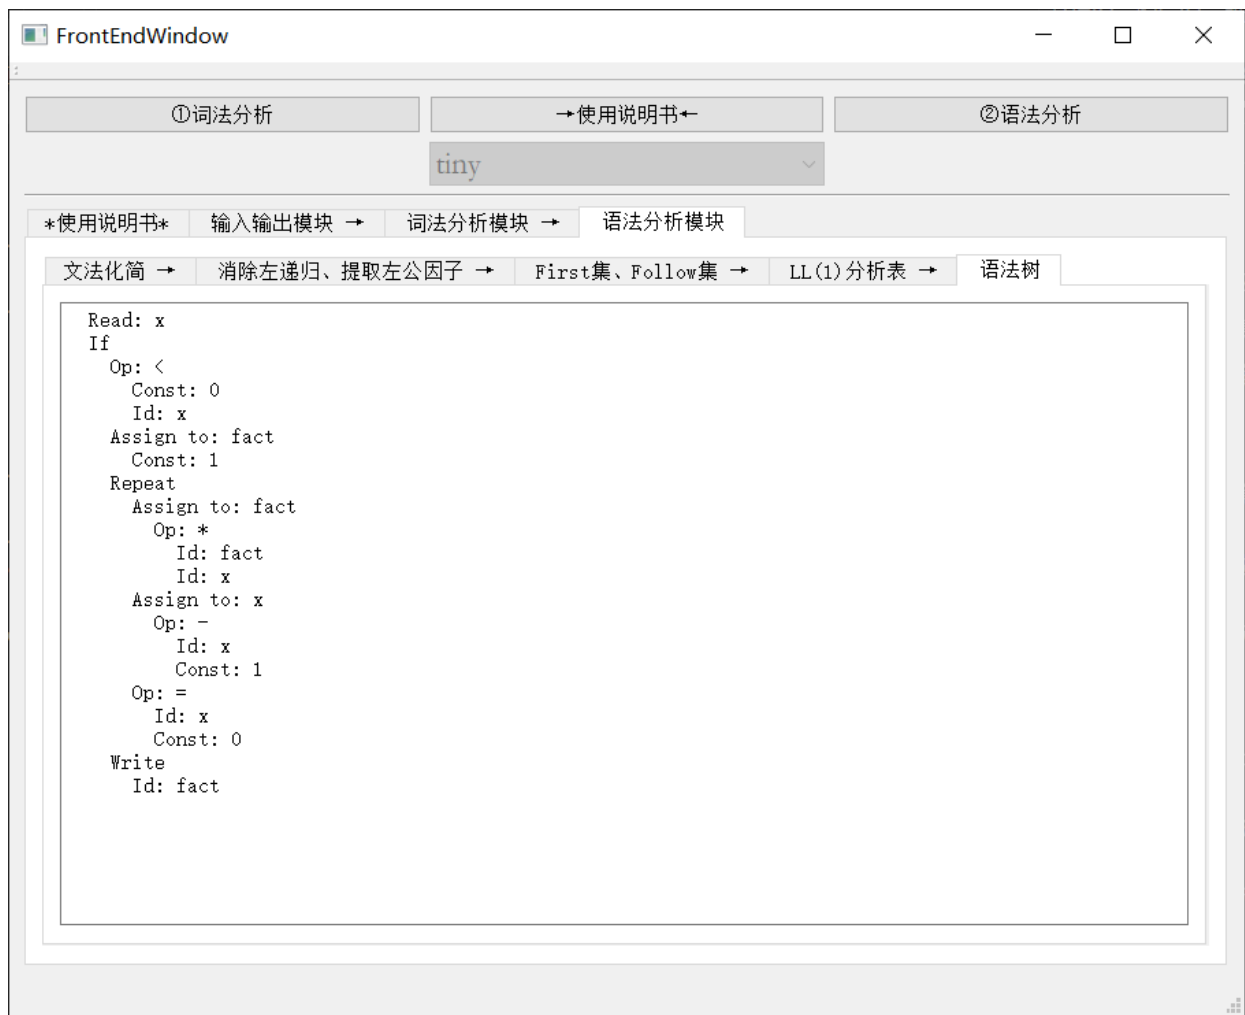 FrontEndWindow
①词法分析 →使用说明书← ②语法分析
tiny
*使用说明书* 输入输出模块 → 词法分析模块 → 语法分析模块
文法化简 → 消除左递归、提取左公因子 → First集、Follow集 → LL(1)分析表 → 语法树
Read: x
If
Op: <
Const: 0
Id: x
Assign to: fact
Const: 1
Repeat
Assign to: fact
Op: *
Id: fact
Id: x
Assign to: x
Op: -
Id: x
Const: 1
Op: =
Id: x
Const: 0
Write
Id: fact